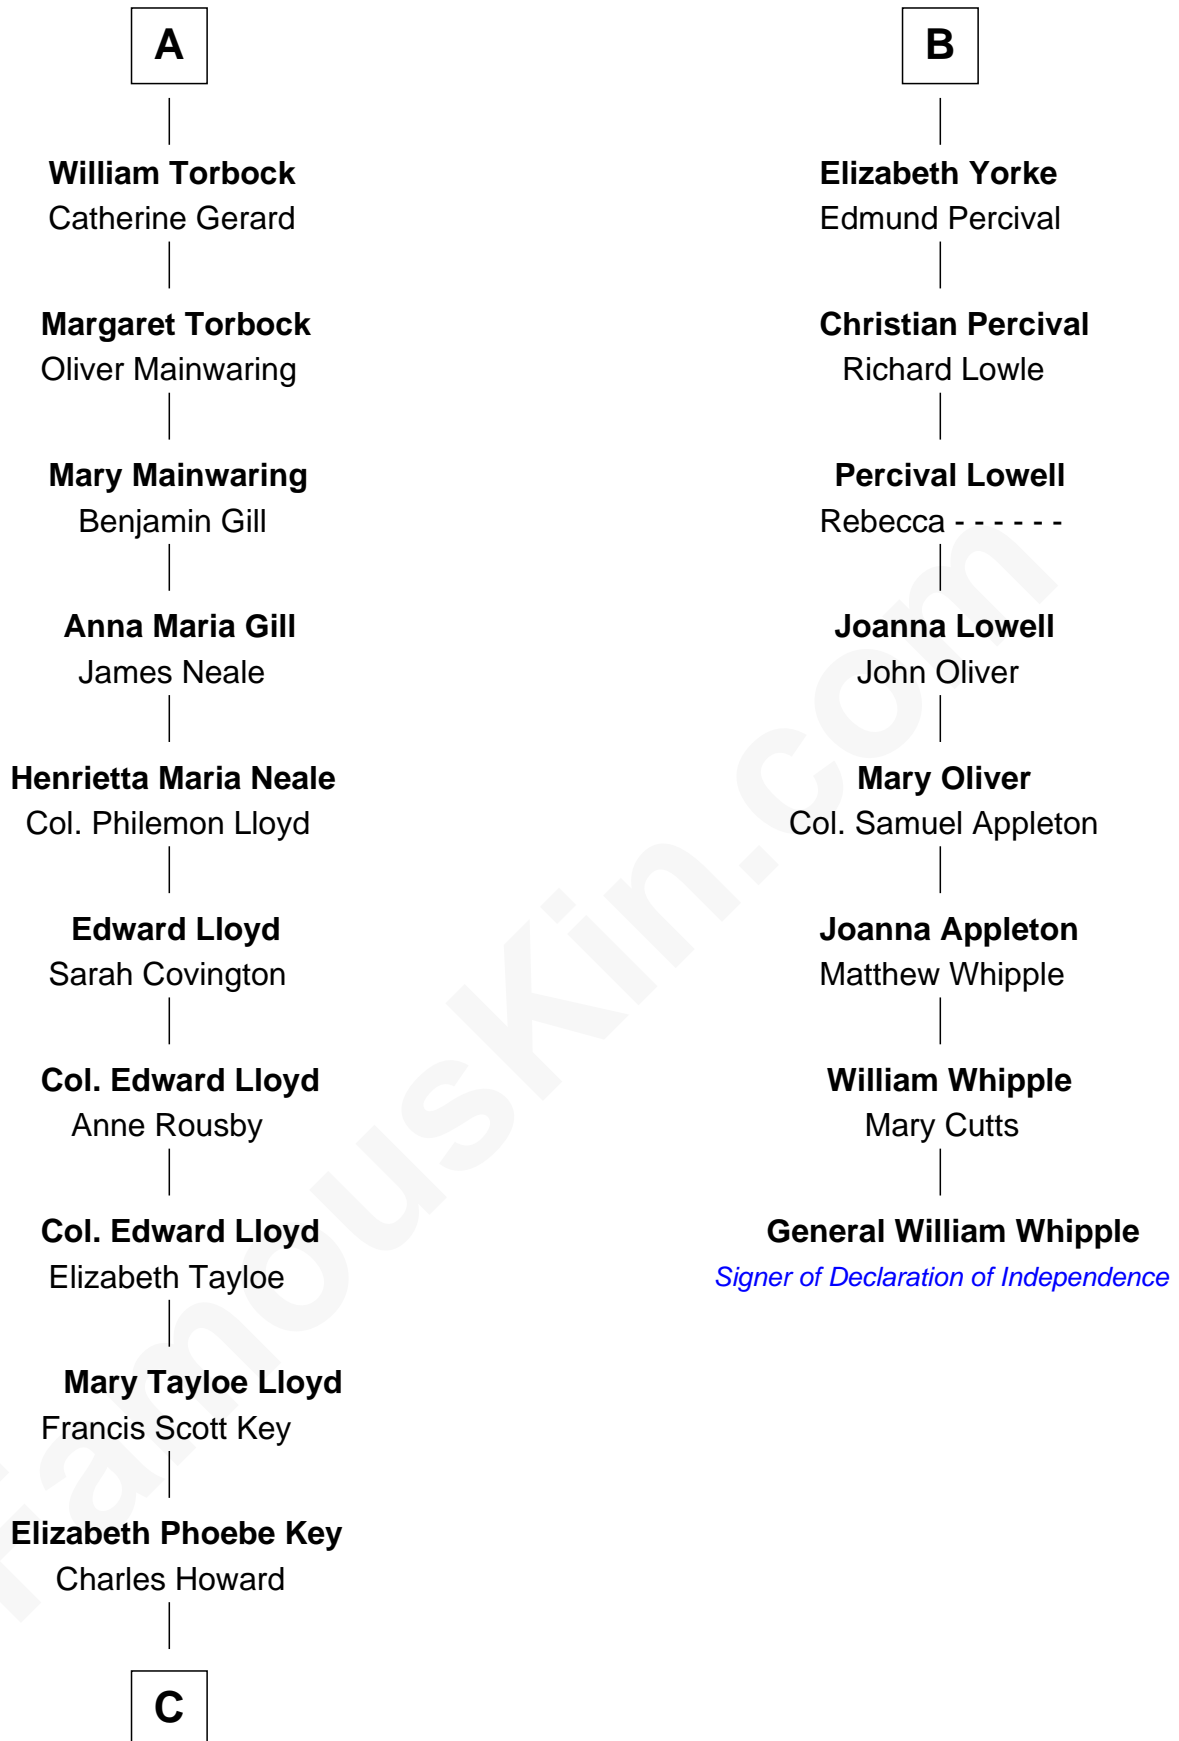 A
William Torbock
Catherine Gerard
Margaret Torbock
Oliver Mainwaring
Mary Mainwaring
Benjamin Gill
Anna Maria Gill
James Neale
Henrietta Maria Neale
Col. Philemon Lloyd
Edward Lloyd
Sarah Covington
Col. Edward Lloyd
Anne Rousby
Col. Edward Lloyd
Elizabeth Tayloe
Mary Tayloe Lloyd
Francis Scott Key
Elizabeth Phoebe Key
Charles Howard
C
B
Elizabeth Yorke
Edmund Percival
Christian Percival
Richard Lowle
Percival Lowell
Rebecca - - - - - -
Joanna Lowell
John Oliver
Mary Oliver
Col. Samuel Appleton
Joanna Appleton
Matthew Whipple
William Whipple
Mary Cutts
General William Whipple
Signer of Declaration of Independence
FamousKin.com